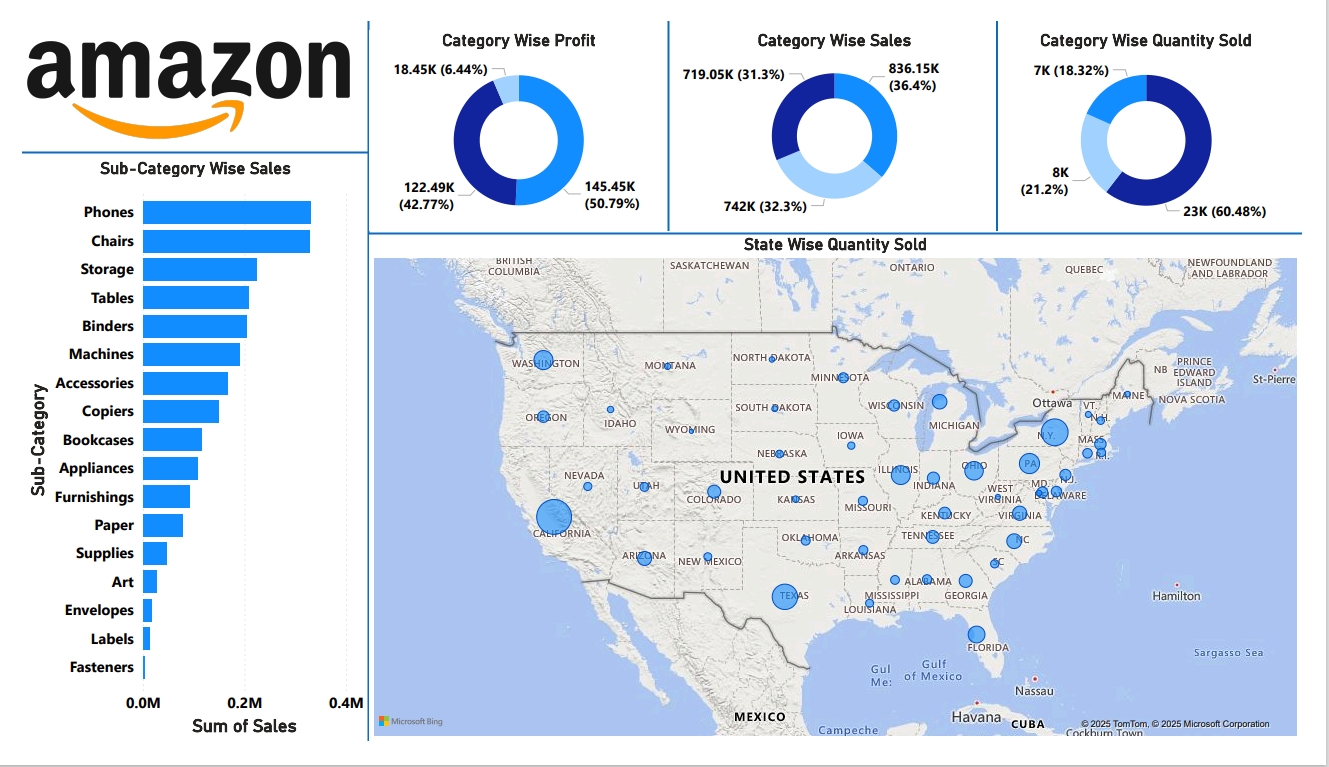 amazon
Category Wise Profit
18.45K (6.44%)
122.49K
(42.77%)
145.45K
(50.79%)
Category Wise Sales
719.05K (31.3%)
836.15K
(36.4%)
742K (32.3%)
Category Wise Quantity Sold
7K (18.32%)
8K
(21.2%)
23K (60.48%)
Sub-Category Wise Sales
Sub-Category
Phones
Chairs
Storage
Tables
Binders
Machines
Accessories
Copiers
Bookcases
Appliances
Furnishings
Paper
Supplies
Art
Envelopes
Labels
Fasteners
0.0M 0.2M 0.4M
Sum of Sales
State Wise Quantity Sold
BRITISH
COLUMBIA
SASKATCHEWAN
ONTARIO
QUEBEC
NEWFOUNDLAND
AND LABRADOR
WASHINGTON
MONTANA
NORTH DAKOTA
MINNESOTA
NB
PRINCE
EDWARD
ISLAND
St-Pierre
OREGON
IDAHO
WYOMING
SOUTH DAKOTA
WISCONSIN
MICHIGAN
Ottawa
VT.
N.H.
MAINE
NOVA SCOTIA
N.Y.
MASS.
R.I.
NEVADA
UTAH
COLORADO
NEBRASKA
IOWA
UNITED STATES
KANSAS
MISSOURI
ILLINOIS
INDIANA
OHIO
PA
WEST
VIRGINIA
MD.
N.J.
DELAWARE
VIRGINIA
KENTUCKY
CALIFORNIA
ARIZONA
NEW MEXICO
OKLAHOMA
ARKANSAS
TENNESSEE
NC
SC
TEXAS
LOUISIANA
MISSISSIPPI
ALABAMA
GEORGIA
FLORIDA
Hamilton
Sargasso Sea
Gul
Me:
Gulf
of Mexico
Nassau
MEXICO
Havana
CUBA
Campeche
Cockburn Town
Microsoft Bing
© 2025 TomTom, © 2025 Microsoft Corporation